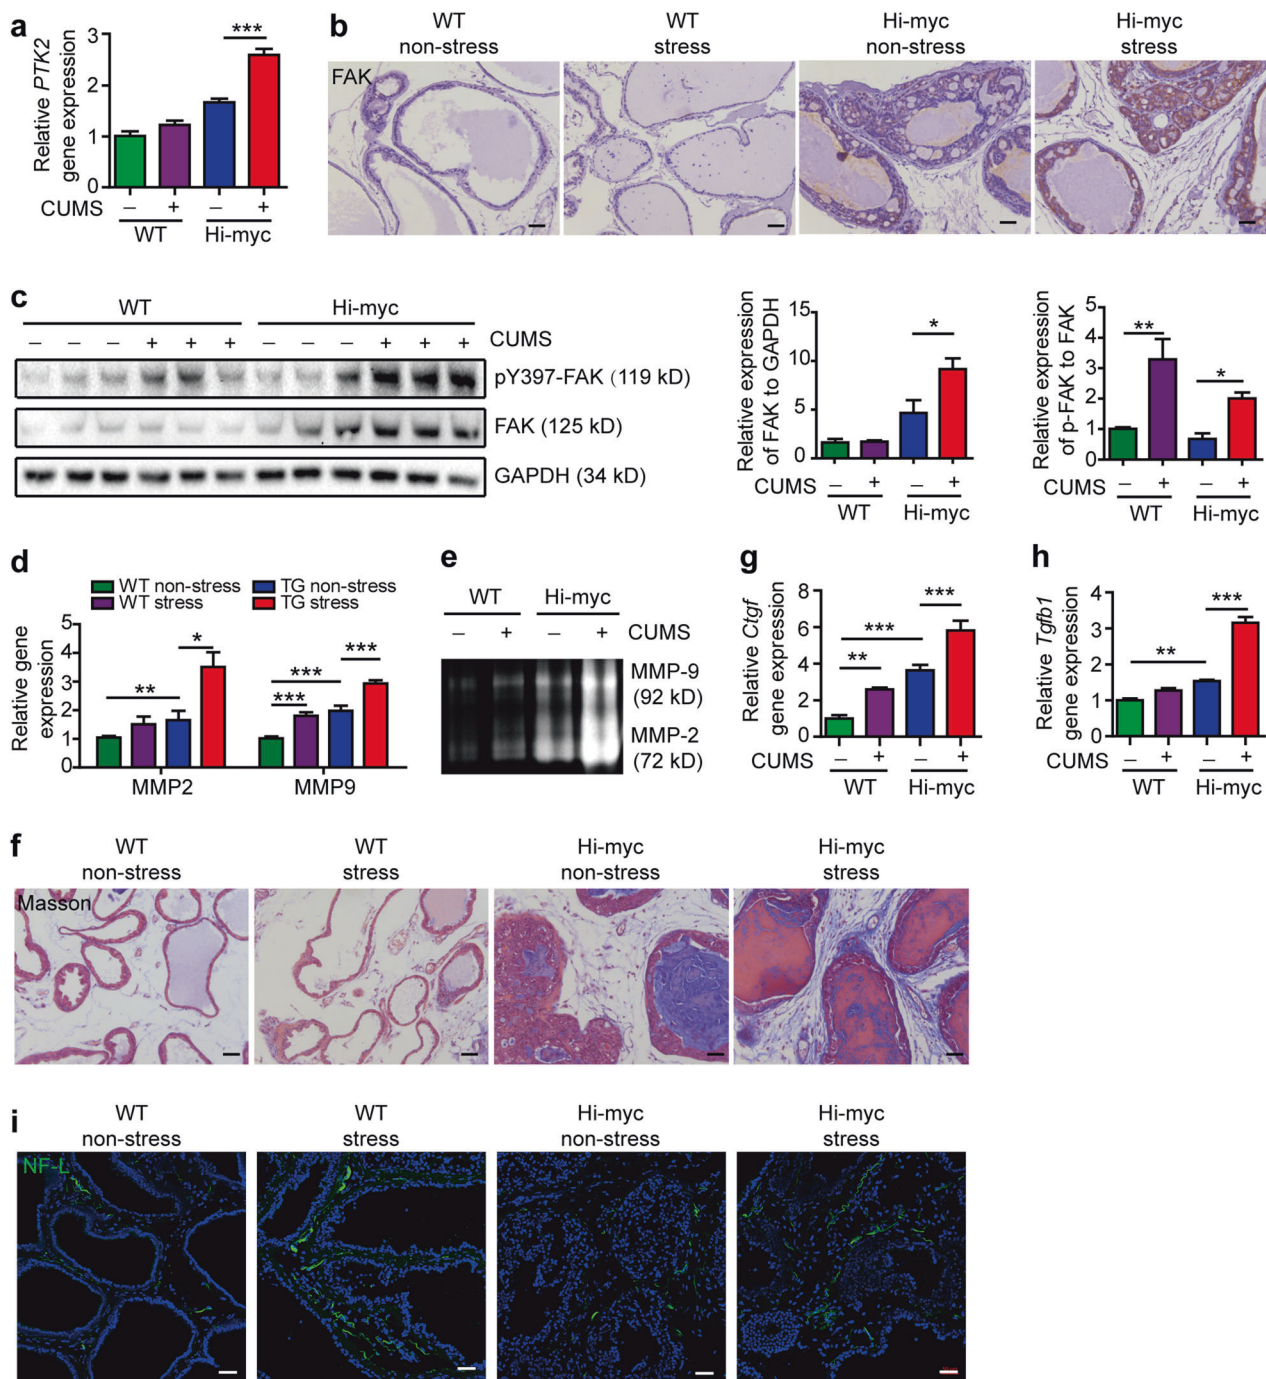 a
Relative PTK2
gene expression
3
2
1
0
***
CUMS – + – +
WT Hi-myc
b
WT
non-stress
WT
stress
Hi-myc
non-stress
Hi-myc
stress
FAK
c
WT Hi-myc
– – – + + + – – – + + + CUMS
pY397-FAK (119 kD)
FAK (125 kD)
GAPDH (34 kD)
Relative expression
of FAK to GAPDH
15
10
5
0
*
CUMS – + – +
WT Hi-myc
Relative expression
of p-FAK to FAK
5
4
3
2
1
0
**
*
CUMS – + – +
WT Hi-myc
d
WT non-stress TG non-stress
WT stress TG stress
Relative gene
expression
5
4
3
2
1
0
**
*
***
***
***
MMP2 MMP9
e
WT Hi-myc
– + – + CUMS
MMP-9
(92 kD)
MMP-2
(72 kD)
g
Relative Ctgf
gene expression
8
6
4
2
0
**
***
***
CUMS – + – +
WT Hi-myc
h
Relative Tgfb1
gene expression
4
3
2
1
0
**
***
CUMS – + – +
WT Hi-myc
f
WT
non-stress
WT
stress
Hi-myc
non-stress
Hi-myc
stress
Masson
i
WT
non-stress
WT
stress
Hi-myc
non-stress
Hi-myc
stress
NF-L